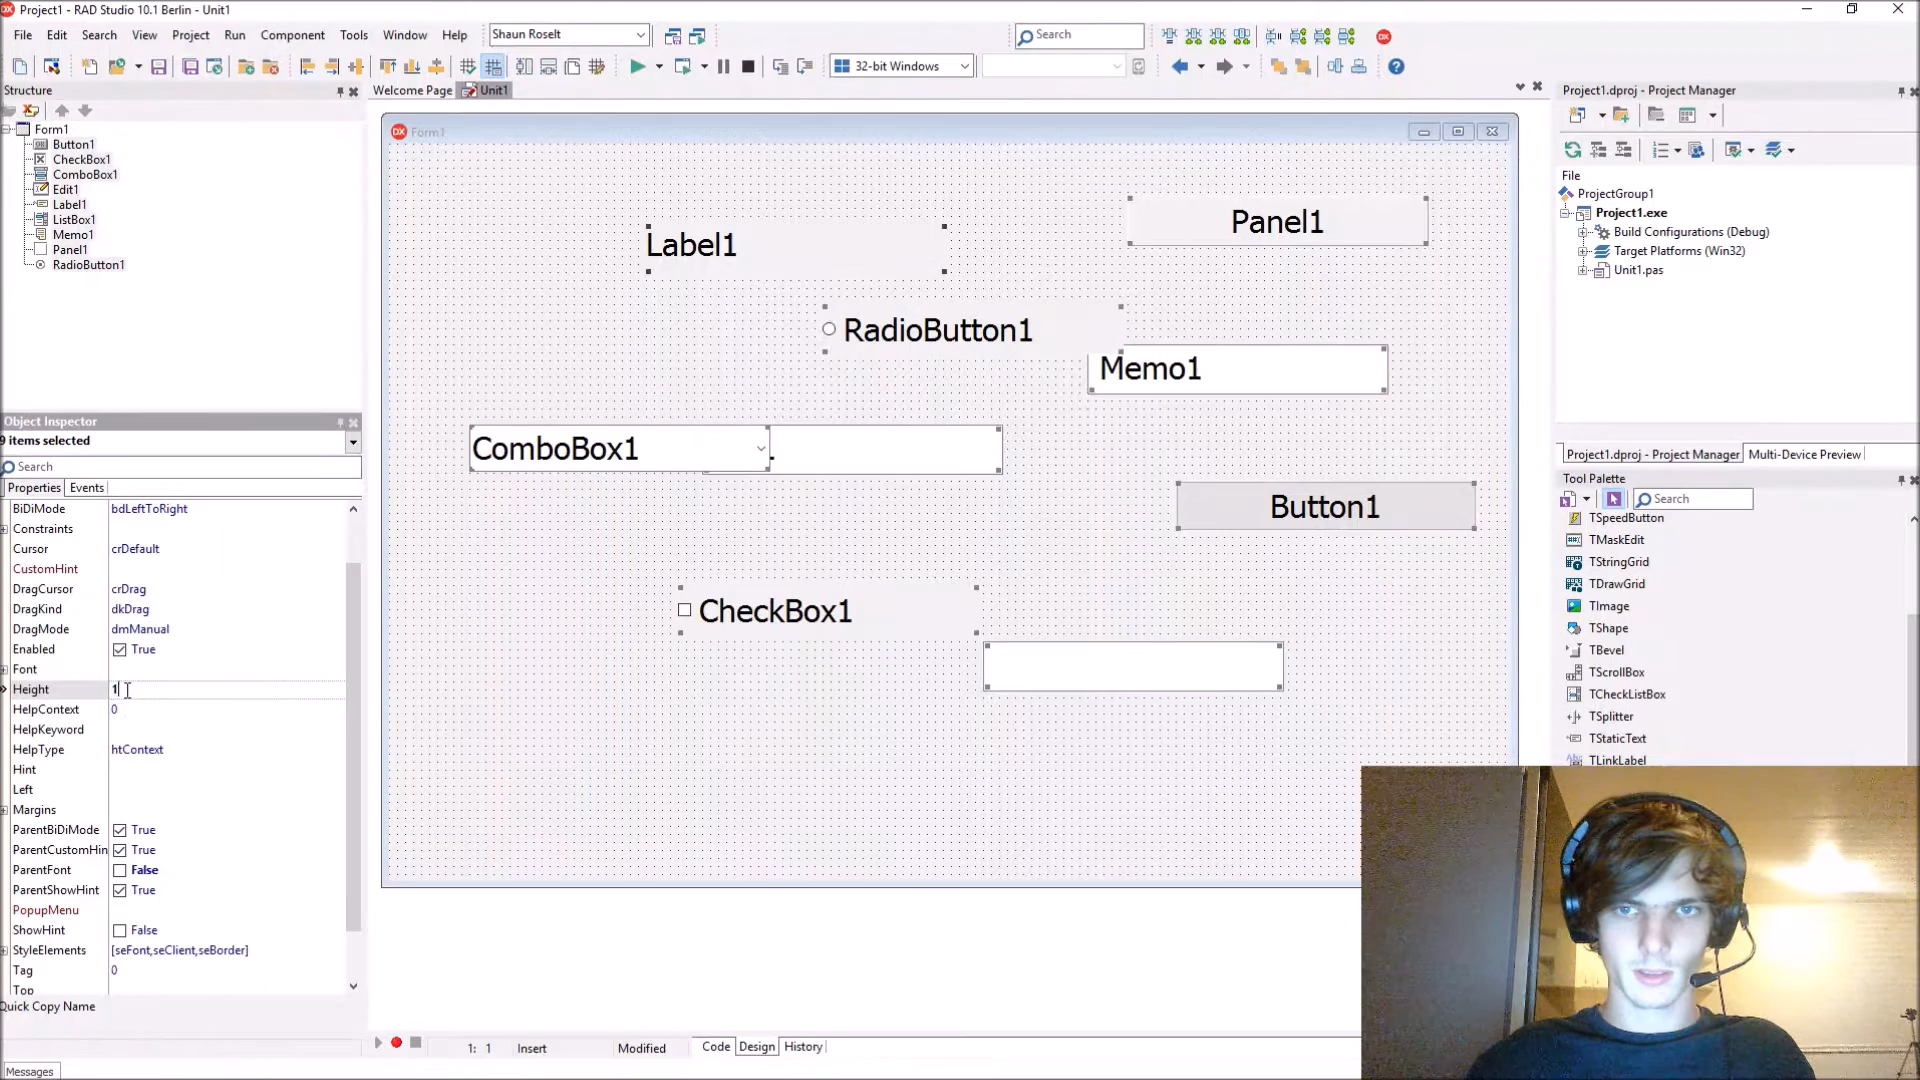 Project1 - RAD Studio 10.1 Berlin - Unit1
File Edit Search View Project Run Component Tools Window Help
Shaun Roselt
Search
32-bit Windows
Structure
Form1
Button1
CheckBox1
ComboBox1
Edit1
Label1
ListBox1
Memo1
Panel1
RadioButton1
Object Inspector
9 items selected
Search
Properties Events
BiDiMode bdLeftToRight
Constraints
Cursor crDefault
CustomHint
DragCursor crDrag
DragKind dkDrag
DragMode dmManual
Enabled True
Font
Height 1
HelpContext 0
HelpKeyword
HelpType htContext
Hint
Left
Margins
ParentBiDiMode True
ParentCustomHin True
ParentFont False
ParentShowHint True
PopupMenu
ShowHint False
StyleElements [seFont,seClient,seBorder]
Tag 0
Top
Quick Copy Name
Messages
Welcome Page Unit1
Form1
Label1
Panel1
RadioButton1
Memo1
ComboBox1
Button1
CheckBox1
1: 1 Insert Modified Code Design History
Project1.dproj - Project Manager
File
ProjectGroup1
Project1.exe
Build Configurations (Debug)
Target Platforms (Win32)
Unit1.pas
Project1.dproj - Project Manager Multi-Device Preview
Tool Palette
Search
TSpeedButton
TMaskEdit
TStringGrid
TDrawGrid
TImage
TShape
TBevel
TScrollBox
TCheckListBox
TSplitter
TStaticText
TLinkLabel